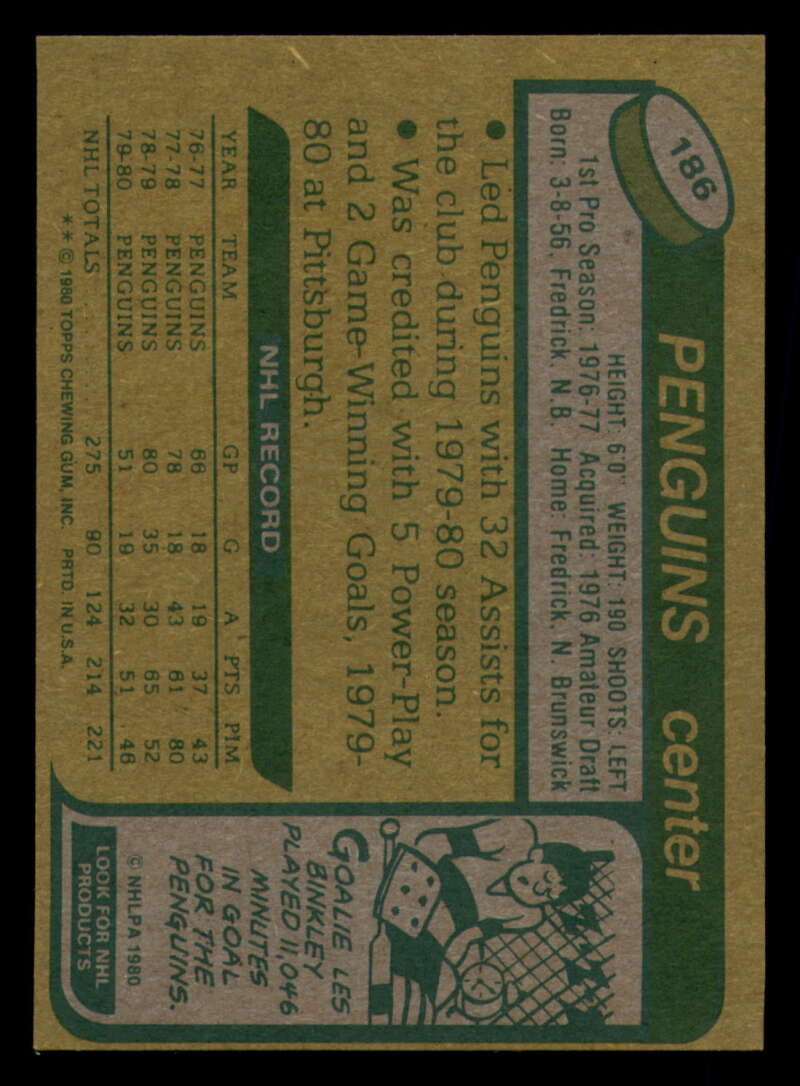 186
PENGUINS center
HEIGHT: 6'0" WEIGHT: 190 SHOOTS: LEFT
1st Pro Season: 1976-77 Acquired: 1976 Amateur Draft
Born: 3-8-56, Fredrick, N.B. Home: Fredrick, N. Brunswick
• Led Penguins with 32 Assists for
the club during 1979-80 season.
• Was credited with 5 Power-Play
and 2 Game-Winning Goals, 1979-
80 at Pittsburgh.
NHL RECORD
YEAR TEAM GP G A PTS PIM
76-77 PENGUINS 66 18 19 37 43
77-78 PENGUINS 78 18 43 61 80
78-79 PENGUINS 80 35 30 65 52
79-80 PENGUINS 51 19 32 51 46
NHL TOTALS 275 90 124 214 221
** © 1980 TOPPS CHEWING GUM, INC. PRTD. IN U.S.A.
GOALIE LES
BINKLEY
PLAYED 11,046
MINUTES
IN GOAL
FOR THE
PENGUINS.
© NHLPA 1980
LOOK FOR NHL
PRODUCTS